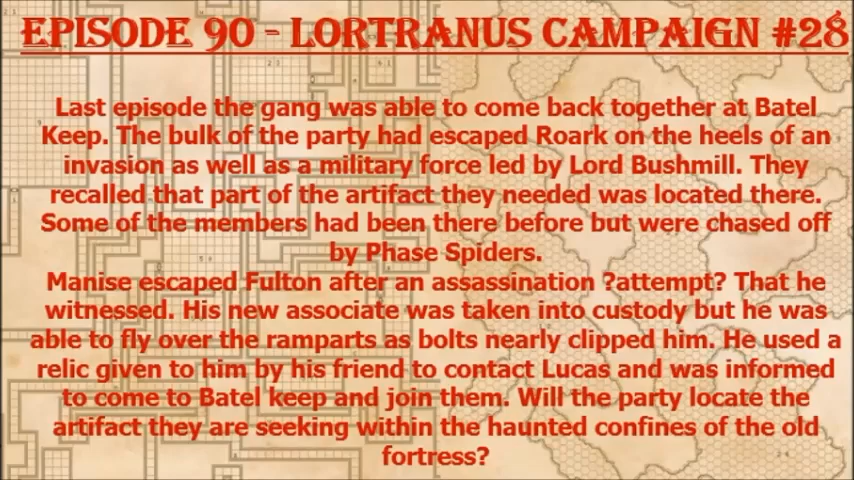 EPISODE 90 - LORTRANUS CAMPAIGN #28
Last episode the gang was able to come back together at Batel
Keep. The bulk of the party had escaped Roark on the heels of an
invasion as well as a military force led by Lord Bushmill. They
recalled that part of the artifact they needed was located there.
Some of the members had been there before but were chased off
by Phase Spiders.
Manise escaped Fulton after an assassination ?attempt? That he
witnessed. His new associate was taken into custody but he was
able to fly over the ramparts as bolts nearly clipped him. He used a
relic given to him by his friend to contact Lucas and was informed
to come to Batel keep and join them. Will the party locate the
artifact they are seeking within the haunted confines of the old
fortress?